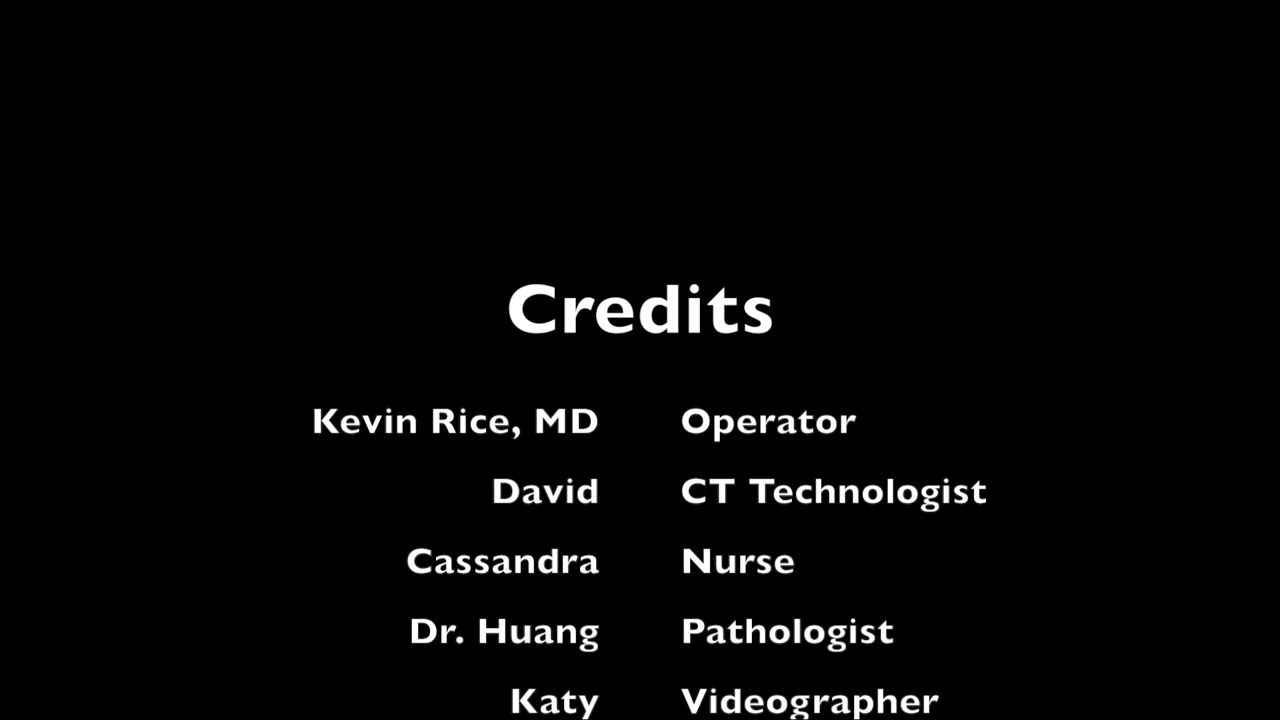 Credits
Kevin Rice, MD Operator
David CT Technologist
Cassandra Nurse
Dr. Huang Pathologist
Katy Videographer